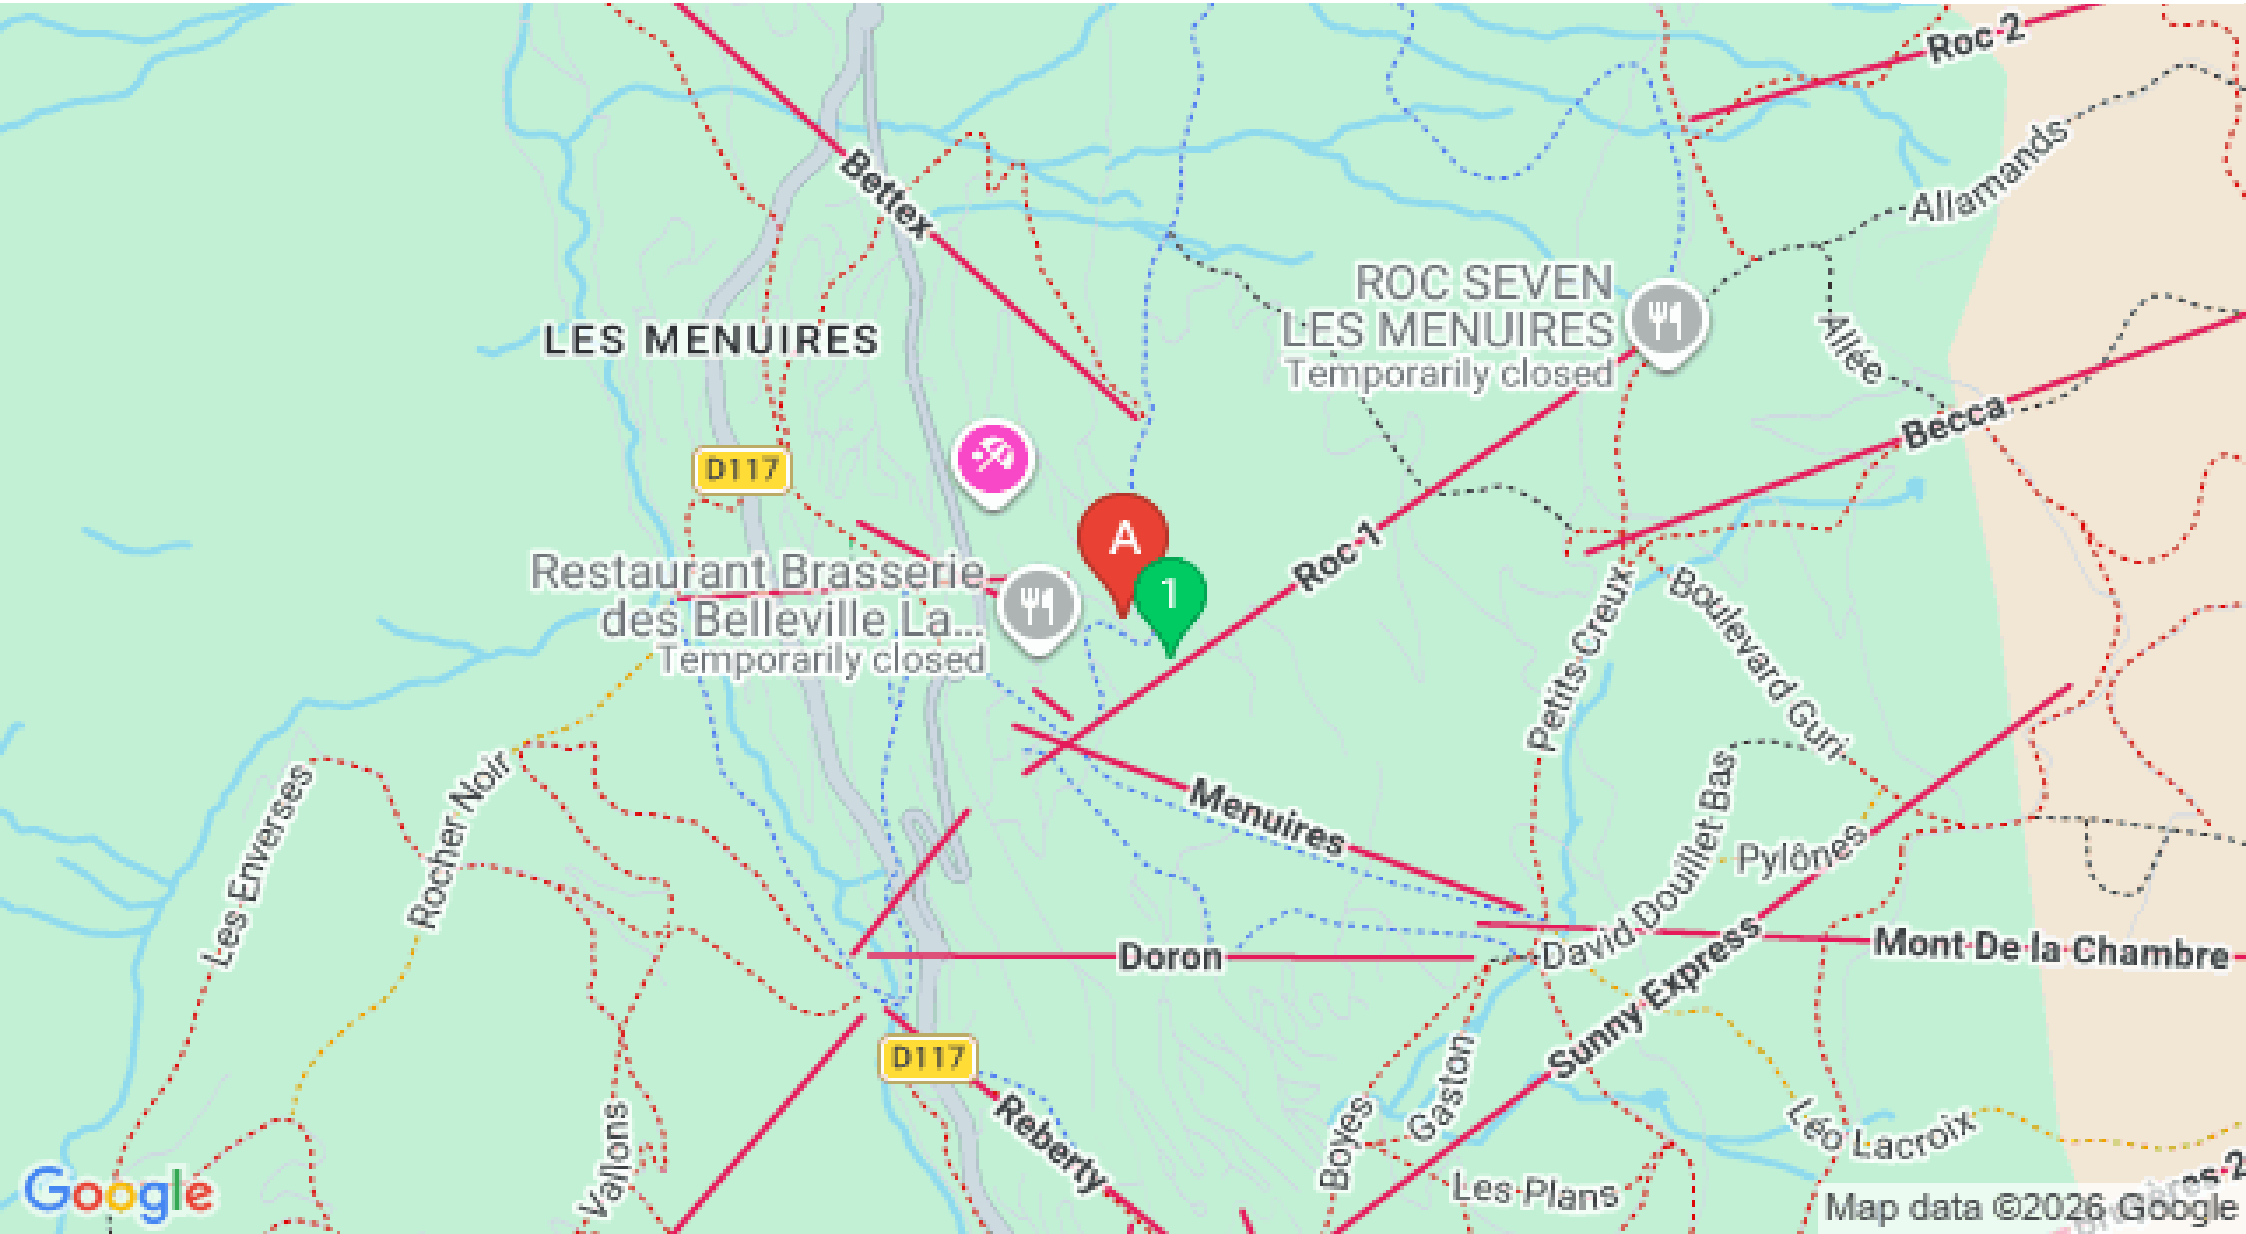 Roc 2
Allamands
Bettex
ROC SEVEN
LES MENUIRES
Temporarily closed
LES MENUIRES
Allée
Becca
D117
A
1
Roc 1
Restaurant Brasserie
des Belleville La...
Temporarily closed
Petits Creux
Boulevard Guri
Les Enverses
Rocher Noir
Menuires
David Douillet Bas
Pylônes
Doron
Mont De la Chambre
Sunny Express
D117
Reberty
Vallons
Boyes
Gaston
Léo Lacroix
Les Plans
Google
Map data ©2026 Google